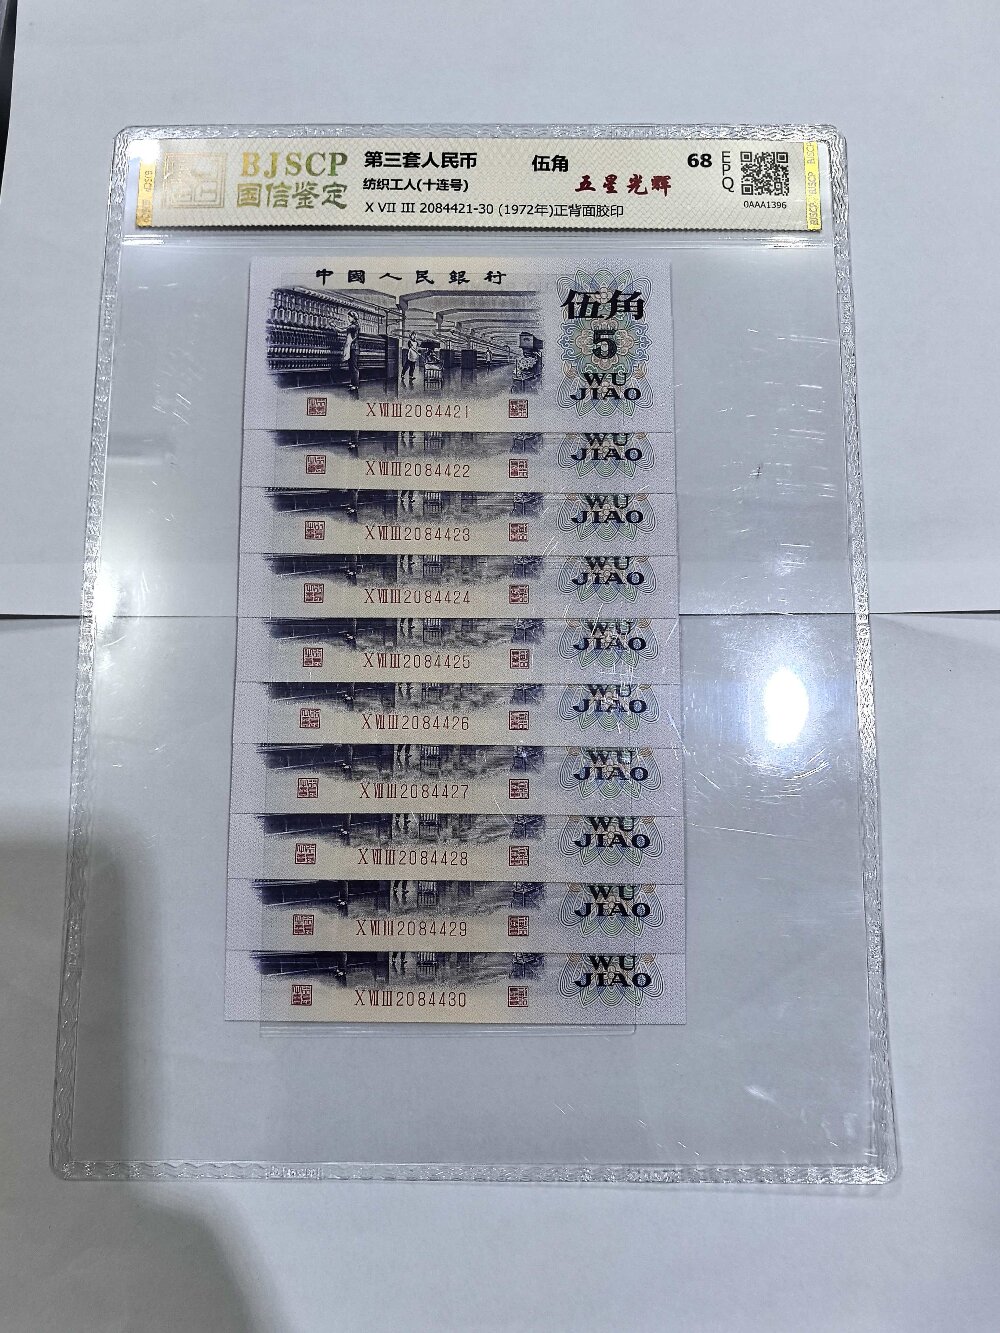 BJSCP
国信鉴定
第三套人民币
伍角
纺织工人(十连号)
五星光辉
X VII III 2084421-30 (1972年)正背面胶印
68
EPQ
0AAA1396
中國人民銀行
伍角
5
WU
JIAO
X VII III 2084421
WU
JIAO
X VII III 2084422
WU
JIAO
X VII III 2084423
WU
JIAO
X VII III 2084424
WU
JIAO
X VII III 2084425
WU
JIAO
X VII III 2084426
WU
JIAO
X VII III 2084427
WU
JIAO
X VII III 2084428
WU
JIAO
X VII III 2084429
WU
JIAO
X VII III 2084430